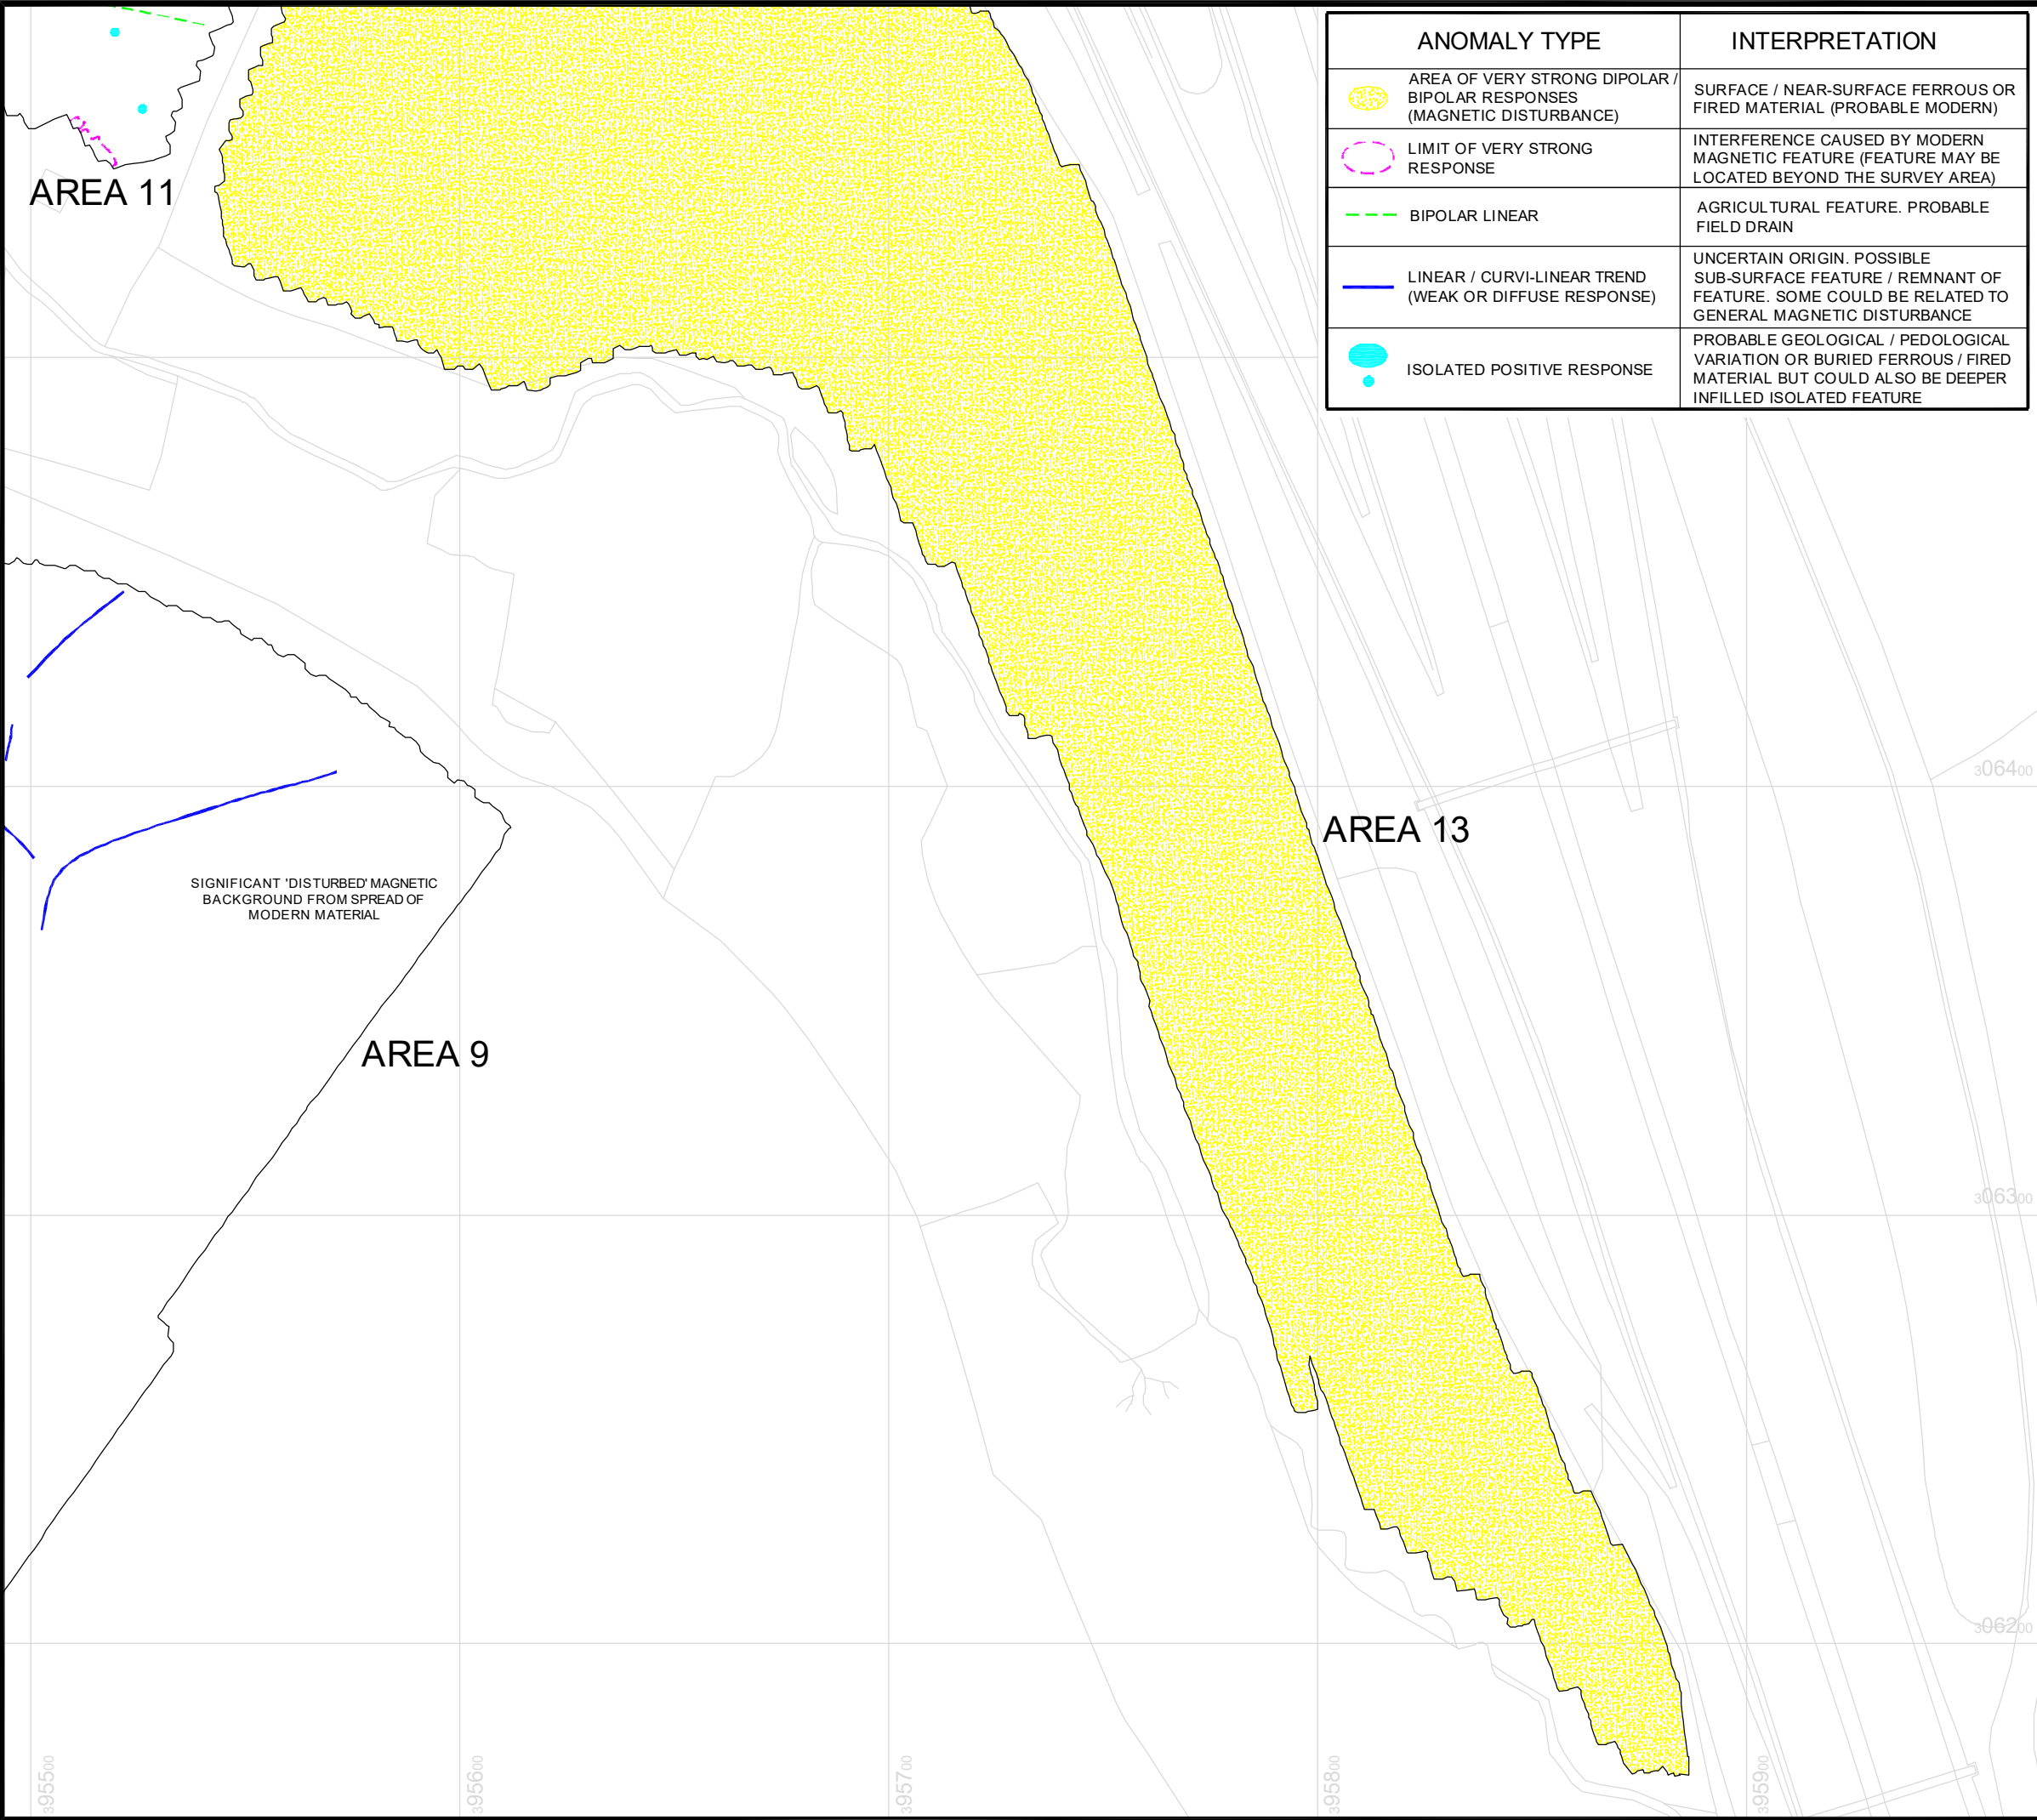 ANOMALY TYPE
INTERPRETATION
AREA OF VERY STRONG DIPOLAR /
BIPOLAR RESPONSES
(MAGNETIC DISTURBANCE)
SURFACE / NEAR-SURFACE FERROUS OR
FIRED MATERIAL (PROBABLE MODERN)
LIMIT OF VERY STRONG
RESPONSE
INTERFERENCE CAUSED BY MODERN
MAGNETIC FEATURE (FEATURE MAY BE
LOCATED BEYOND THE SURVEY AREA)
BIPOLAR LINEAR
AGRICULTURAL FEATURE. PROBABLE
FIELD DRAIN
LINEAR / CURVI-LINEAR TREND
(WEAK OR DIFFUSE RESPONSE)
UNCERTAIN ORIGIN. POSSIBLE
SUB-SURFACE FEATURE / REMNANT OF
FEATURE. SOME COULD BE RELATED TO
GENERAL MAGNETIC DISTURBANCE
ISOLATED POSITIVE RESPONSE
PROBABLE GEOLOGICAL / PEDOLOGICAL
VARIATION OR BURIED FERROUS / FIRED
MATERIAL BUT COULD ALSO BE DEEPER
INFILLED ISOLATED FEATURE
AREA 11
306400
AREA 13
SIGNIFICANT 'DISTURBED' MAGNETIC
BACKGROUND FROM SPREAD OF
MODERN MATERIAL
AREA 9
306300
306200
395500
395600
395700
395800
395900